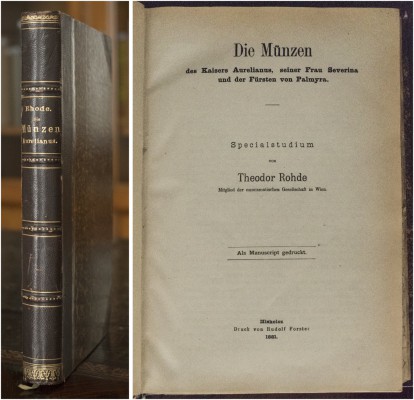 Rhode.
Die
Münzen
Aurelianus.
Die Münzen
des Kaisers Aurelianus, seiner Frau Severina
und der Fürsten von Palmyra.
Specialstudium
von
Theodor Rohde
Mitglied der numismatischen Gesellschaft in Wien.
Als Manuscript gedruckt.
Miskolcz
Druck von Rudolf Forster
1881.